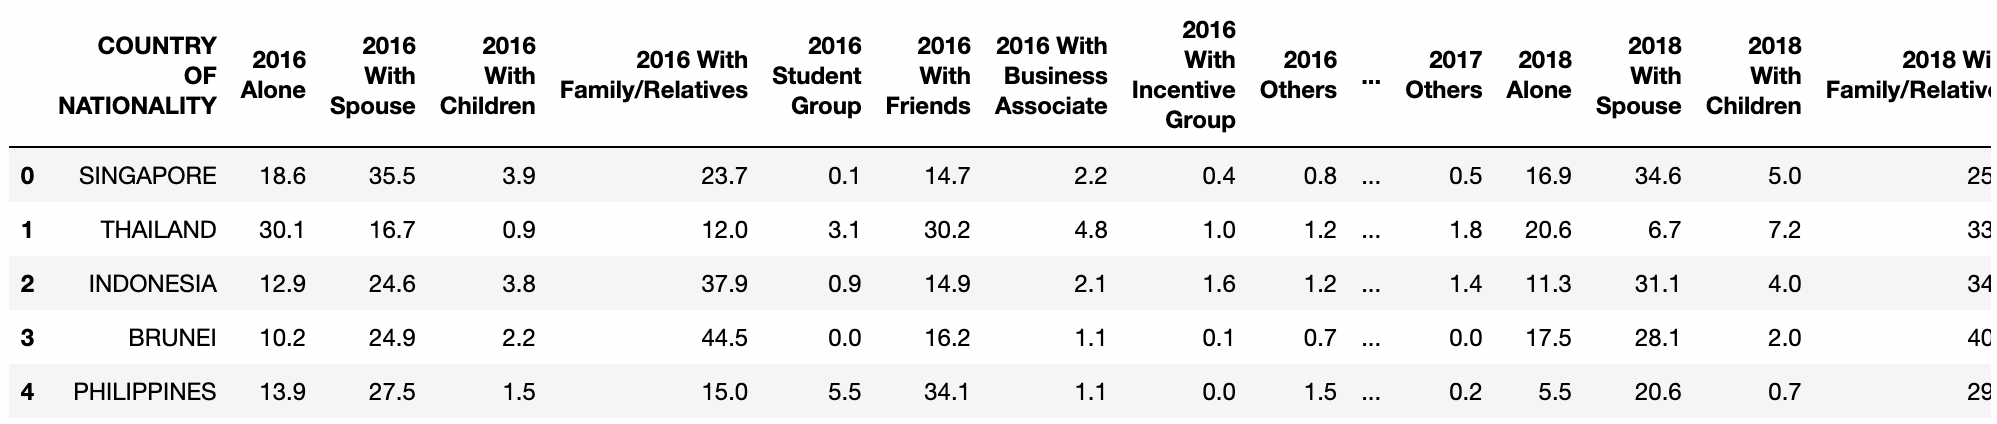 COUNTRY OF NATIONALITY 2016 Alone 2016 With Spouse 2016 With Children 2016 With Family/Relatives 2016 Student Group 2016 With Friends 2016 With Business Associate 2016 With Incentive Group 2016 Others ... 2017 Others 2018 Alone 2018 With Spouse 2018 With Children 2018 Wi Family/Relativ
0 SINGAPORE 18.6 35.5 3.9 23.7 0.1 14.7 2.2 0.4 0.8 ... 0.5 16.9 34.6 5.0 25
1 THAILAND 30.1 16.7 0.9 12.0 3.1 30.2 4.8 1.0 1.2 ... 1.8 20.6 6.7 7.2 33
2 INDONESIA 12.9 24.6 3.8 37.9 0.9 14.9 2.1 1.6 1.2 ... 1.4 11.3 31.1 4.0 34
3 BRUNEI 10.2 24.9 2.2 44.5 0.0 16.2 1.1 0.1 0.7 ... 0.0 17.5 28.1 2.0 40
4 PHILIPPINES 13.9 27.5 1.5 15.0 5.5 34.1 1.1 0.0 1.5 ... 0.2 5.5 20.6 0.7 29